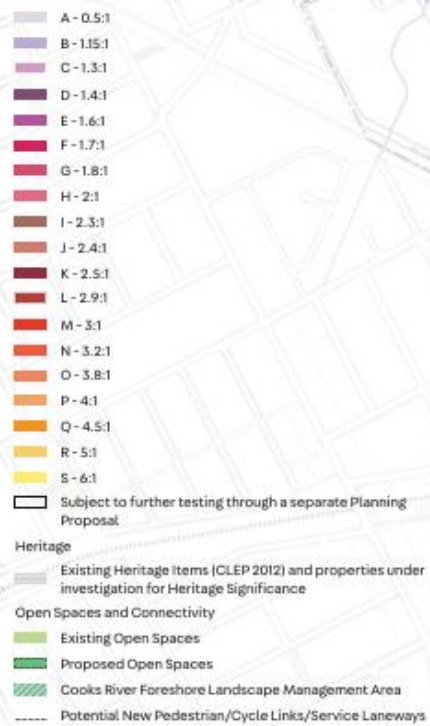 A - 0.5:1
B - 1.15:1
C - 1.3:1
D - 1.4:1
E - 1.6:1
F - 1.7:1
G - 1.8:1
H - 2:1
I - 2.3:1
J - 2.4:1
K - 2.5:1
L - 2.9:1
M - 3:1
N - 3.2:1
O - 3.8:1
P - 4:1
Q - 4.5:1
R - 5:1
S - 6:1
Subject to further testing through a separate Planning
Proposal
Heritage
Existing Heritage Items (CLEP 2012) and properties under
investigation for Heritage Significance
Open Spaces and Connectivity
Existing Open Spaces
Proposed Open Spaces
Cooks River Foreshore Landscape Management Area
Potential New Pedestrian/Cycle Links/Service Laneways